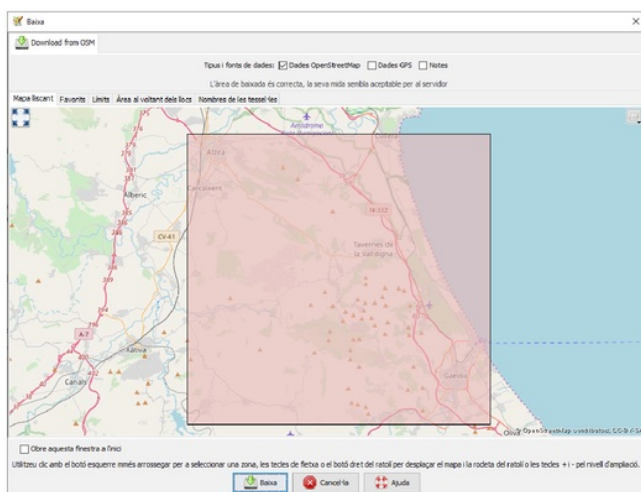 Baixa
Download from OSM
Tipus i fonts de dades: Dades OpenStreetMap Dades GPS Notes
L'àrea de baixada és correcta, la seva mida sembla acceptable per al servidor
Mapa lliscant Favorits Límits Àrea al voltant dels llocs Nombres de les tessel·les
Alzira
Carcaixent
Alberic
N-332
CV-41
Tavernes de
la Valldigna
A-7
Xàtiva
Canals
Gandia
Oliva
© OpenStreetMap contributors, CC-BY-SA
Obre aquesta finestra a l'inici
Utilitzeu clic amb el botó esquerre mmés arrossegar per a seleccionar una zona, les tecles de fletxa o el botó dret del ratolí per desplaçar el mapa i la rodeta del ratolí o les tecles + i - pel nivell d'ampliació.
Baixa Cancel·la Ajuda